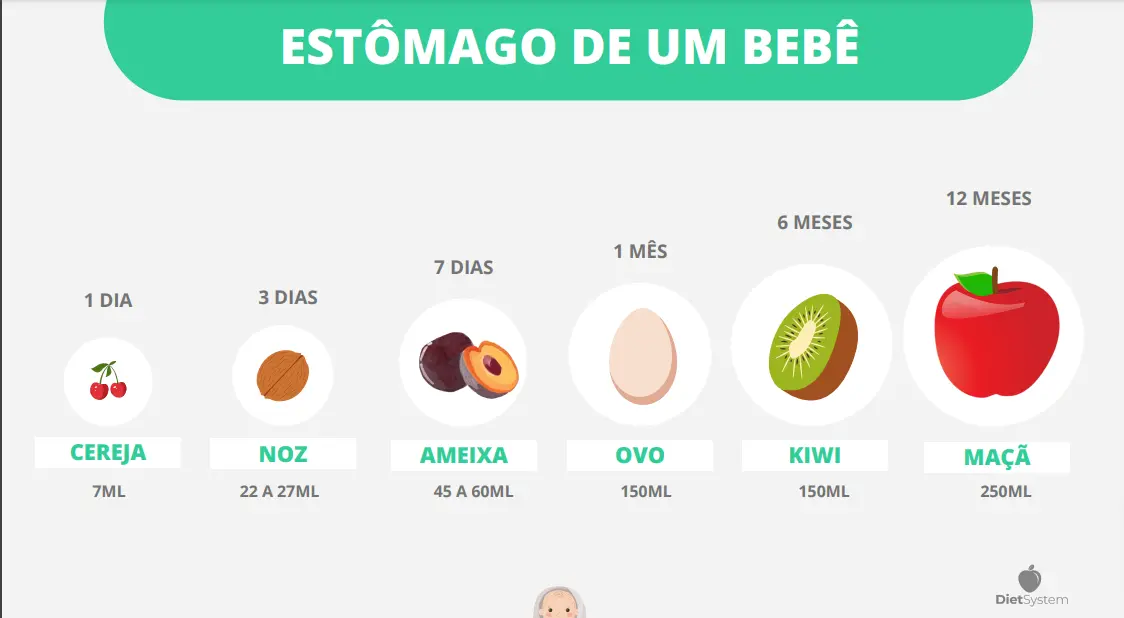 ESTÔMAGO DE UM BEBÊ
1 DIA
CEREJA
7ML
3 DIAS
NOZ
22 A 27ML
7 DIAS
AMEIXA
45 A 60ML
1 MÊS
OVO
150ML
6 MESES
KIWI
150ML
12 MESES
MAÇÃ
250ML
DietSystem